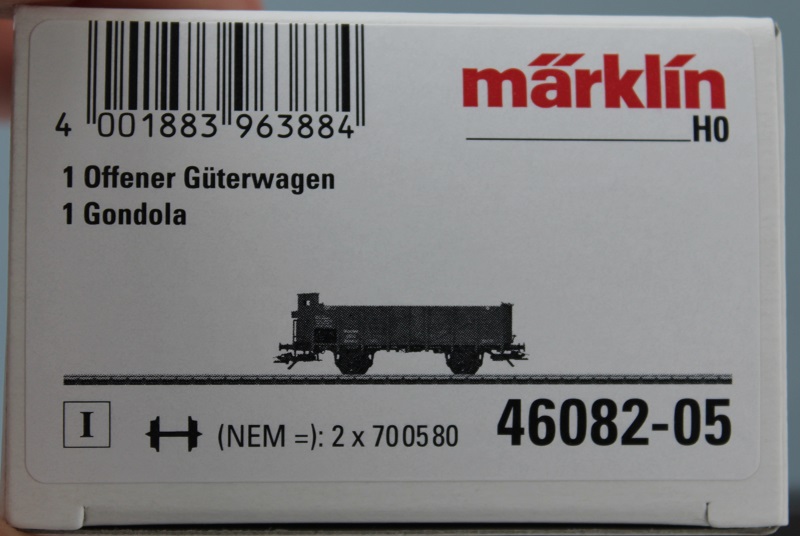 4 001883 963884
märklin
H0
1 Offener Güterwagen
1 Gondola
I
(NEM =): 2 x 700580
46082-05